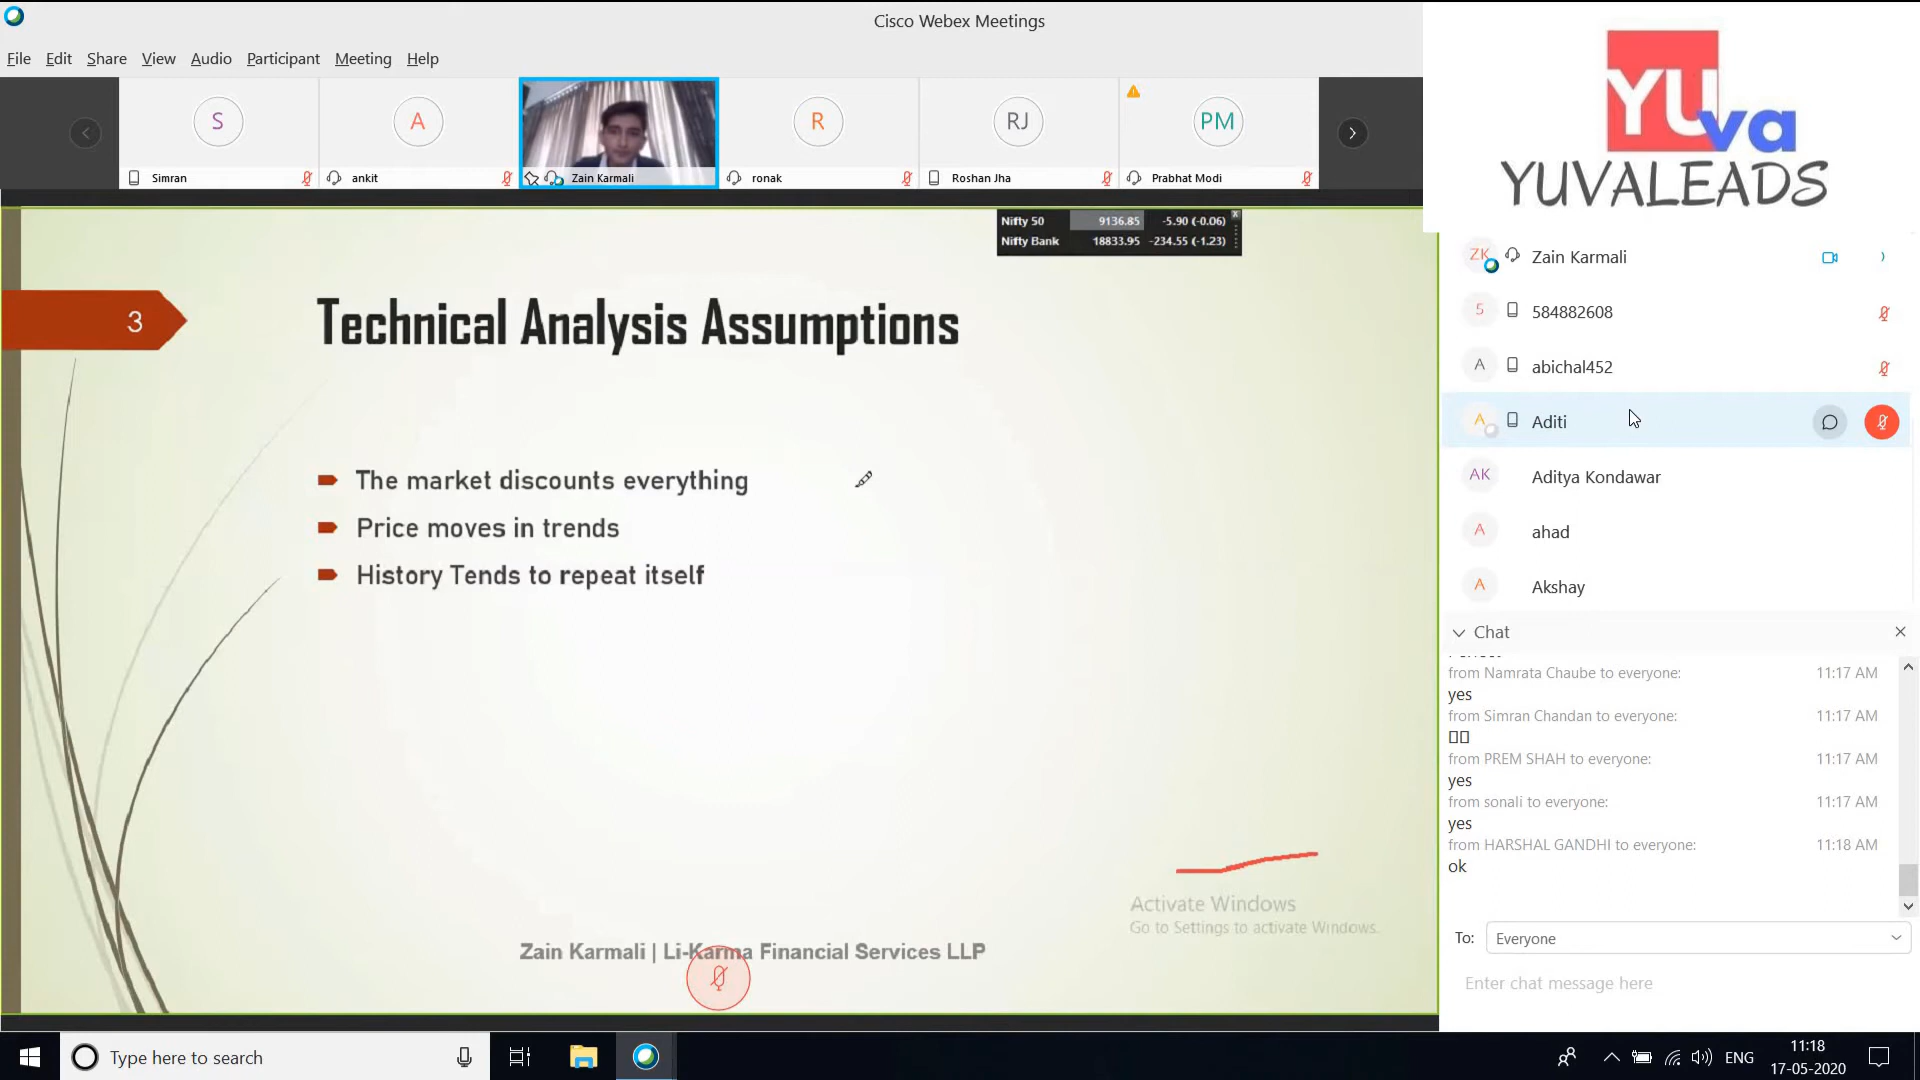 Cisco Webex Meetings
File Edit Share View Audio Participant Meeting Help
S
A
R
RJ
PM
Simran
ankit
Zain Karmali
ronak
Roshan Jha
Prabhat Modi
YUva
YUVALEADS
Nifty 50 9136.85 -5.90 (-0.06)
Nifty Bank 18833.95 -234.55 (-1.23)
3
Technical Analysis Assumptions
The market discounts everything
Price moves in trends
History Tends to repeat itself
Activate Windows
Go to Settings to activate Windows.
Zain Karmali | Li-Karma Financial Services LLP
ZK Zain Karmali
5 584882608
A abichal452
A Aditi
AK Aditya Kondawar
A ahad
A Akshay
Chat
from Namrata Chaube to everyone: 11:17 AM
yes
from Simran Chandan to everyone: 11:17 AM
from PREM SHAH to everyone: 11:17 AM
yes
from sonali to everyone: 11:17 AM
yes
from HARSHAL GANDHI to everyone: 11:18 AM
ok
To: Everyone
Enter chat message here
Type here to search
ENG
11:18
17-05-2020